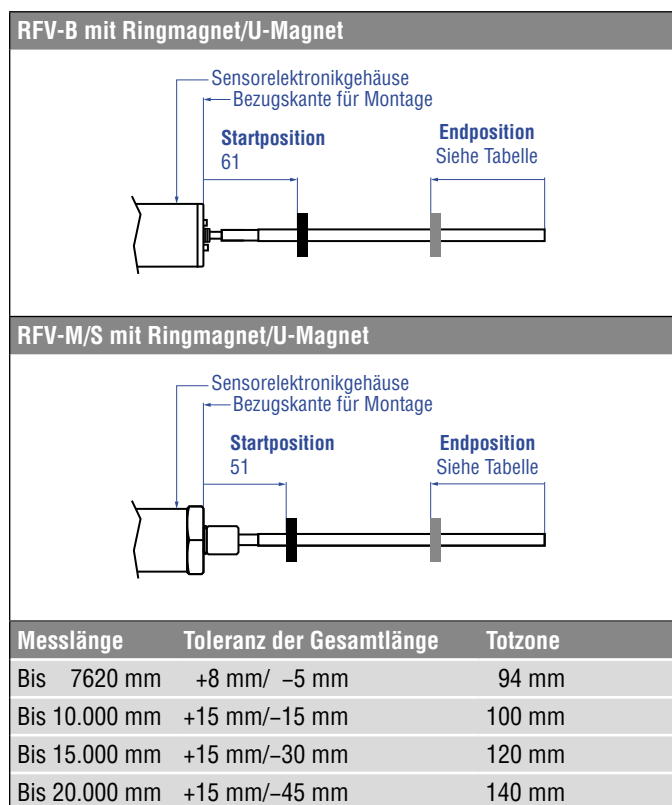 RFV-B mit Ringmagnet/U-Magnet
Sensorelektronikgehäuse
Bezugskante für Montage
Startposition
61
Endposition
Siehe Tabelle
RFV-M/S mit Ringmagnet/U-Magnet
Sensorelektronikgehäuse
Bezugskante für Montage
Startposition
51
Endposition
Siehe Tabelle
Messlänge Toleranz der Gesamtlänge Totzone
Bis 7620 mm +8 mm/ −5 mm 94 mm
Bis 10.000 mm +15 mm/−15 mm 100 mm
Bis 15.000 mm +15 mm/−30 mm 120 mm
Bis 20.000 mm +15 mm/−45 mm 140 mm